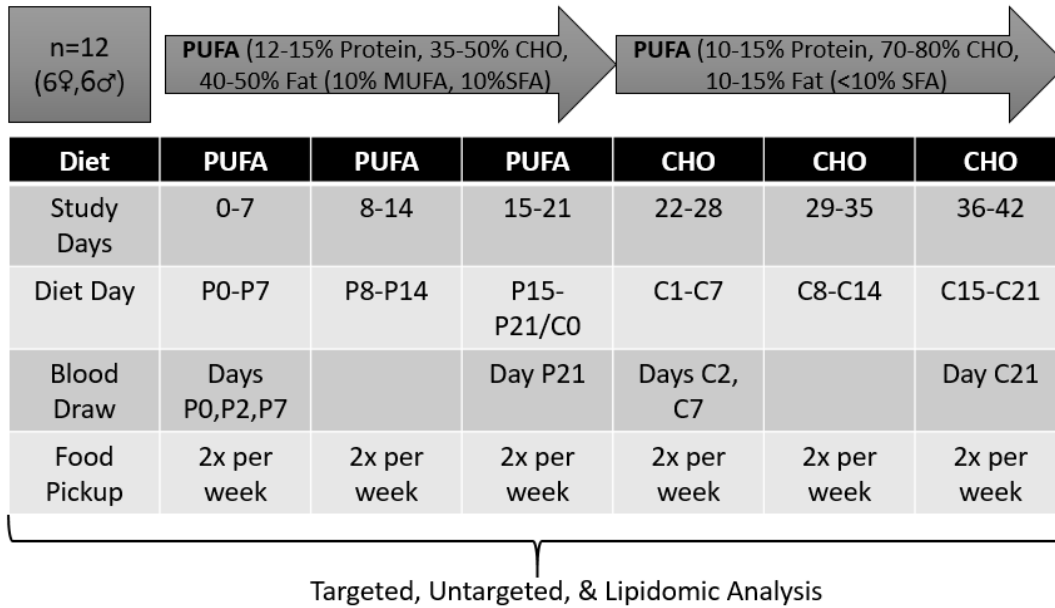 n=12
(6♀,6♂)
PUFA (12-15% Protein, 35-50% CHO,
40-50% Fat (10% MUFA, 10%SFA)
PUFA (10-15% Protein, 70-80% CHO,
10-15% Fat (<10% SFA)
Diet PUFA PUFA PUFA CHO CHO CHO
Study Days 0-7 8-14 15-21 22-28 29-35 36-42
Diet Day P0-P7 P8-P14 P15-P21/C0 C1-C7 C8-C14 C15-C21
Blood Draw Days P0,P2,P7 Day P21 Days C2, C7 Day C21
Food Pickup 2x per week 2x per week 2x per week 2x per week 2x per week 2x per week
Targeted, Untargeted, & Lipidomic Analysis